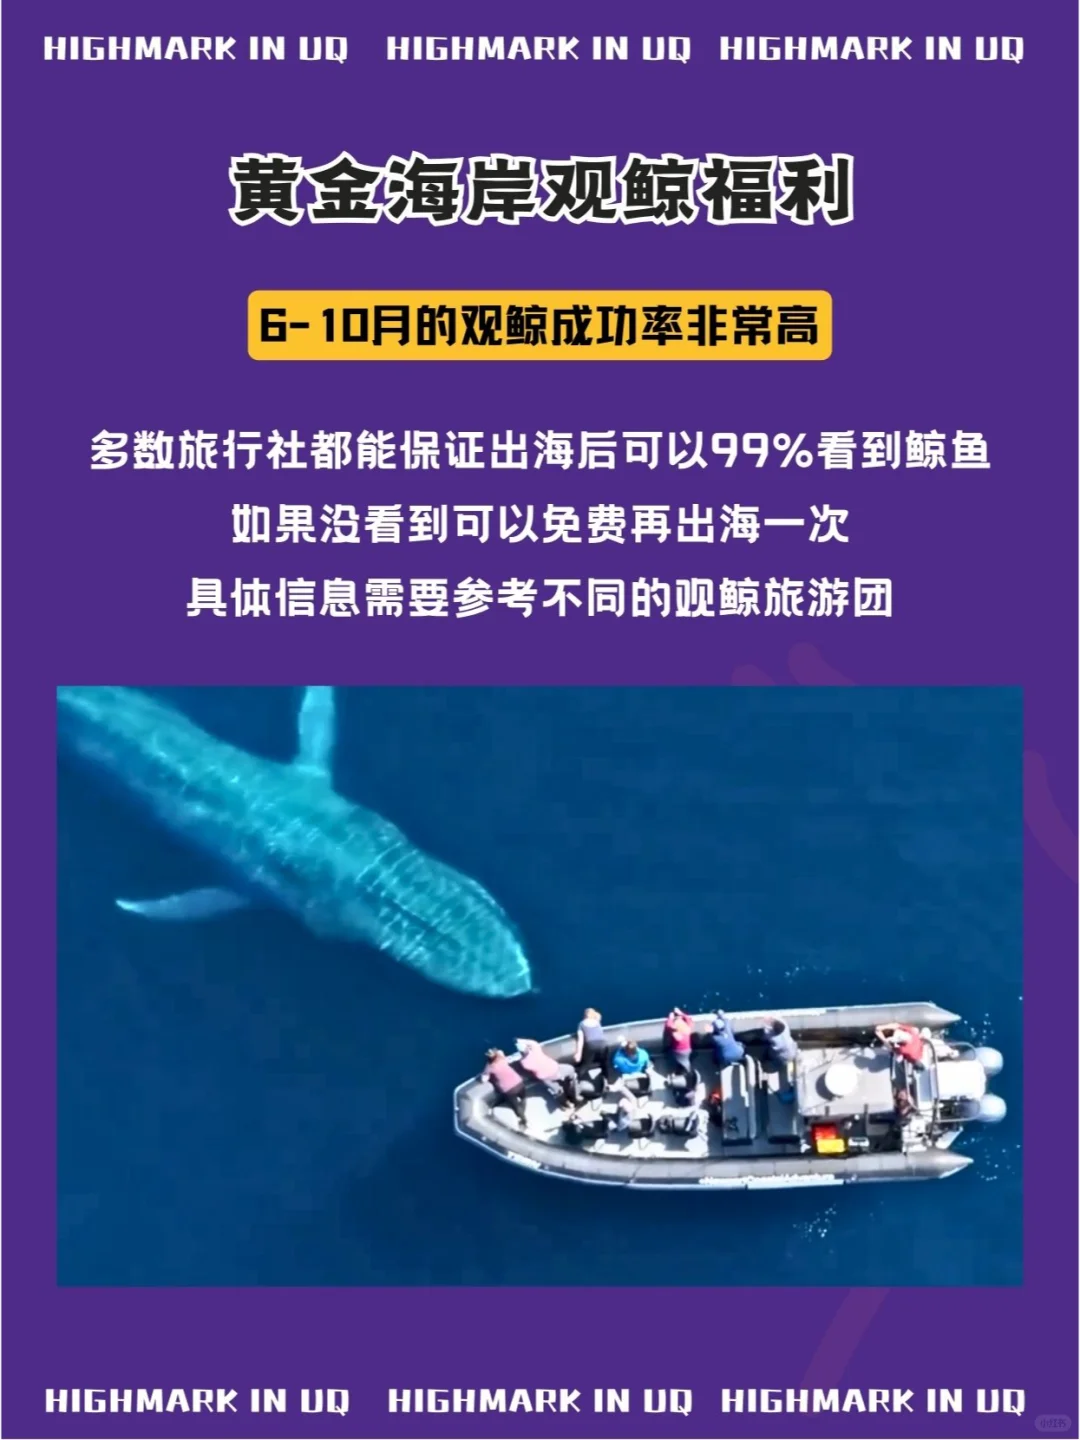 HIGHMARK IN UQ HIGHMARK IN UQ HIGHMARK IN UQ
黄金海岸观鲸福利
6-10月的观鲸成功率非常高
多数旅行社都能保证出海后可以99%看到鲸鱼
如果没看到可以免费再出海一次
具体信息需要参考不同的观鲸旅游团
HIGHMARK IN UQ HIGHMARK IN UQ HIGHMARK IN UQ
小红书